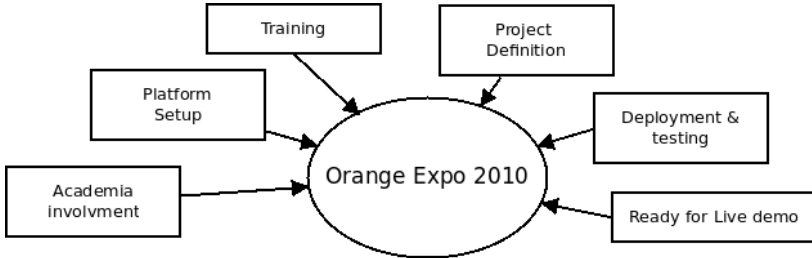 Training
Project
Definition
Platform
Setup
Deployment &
testing
Orange Expo 2010
Academia
involvment
Ready for Live demo